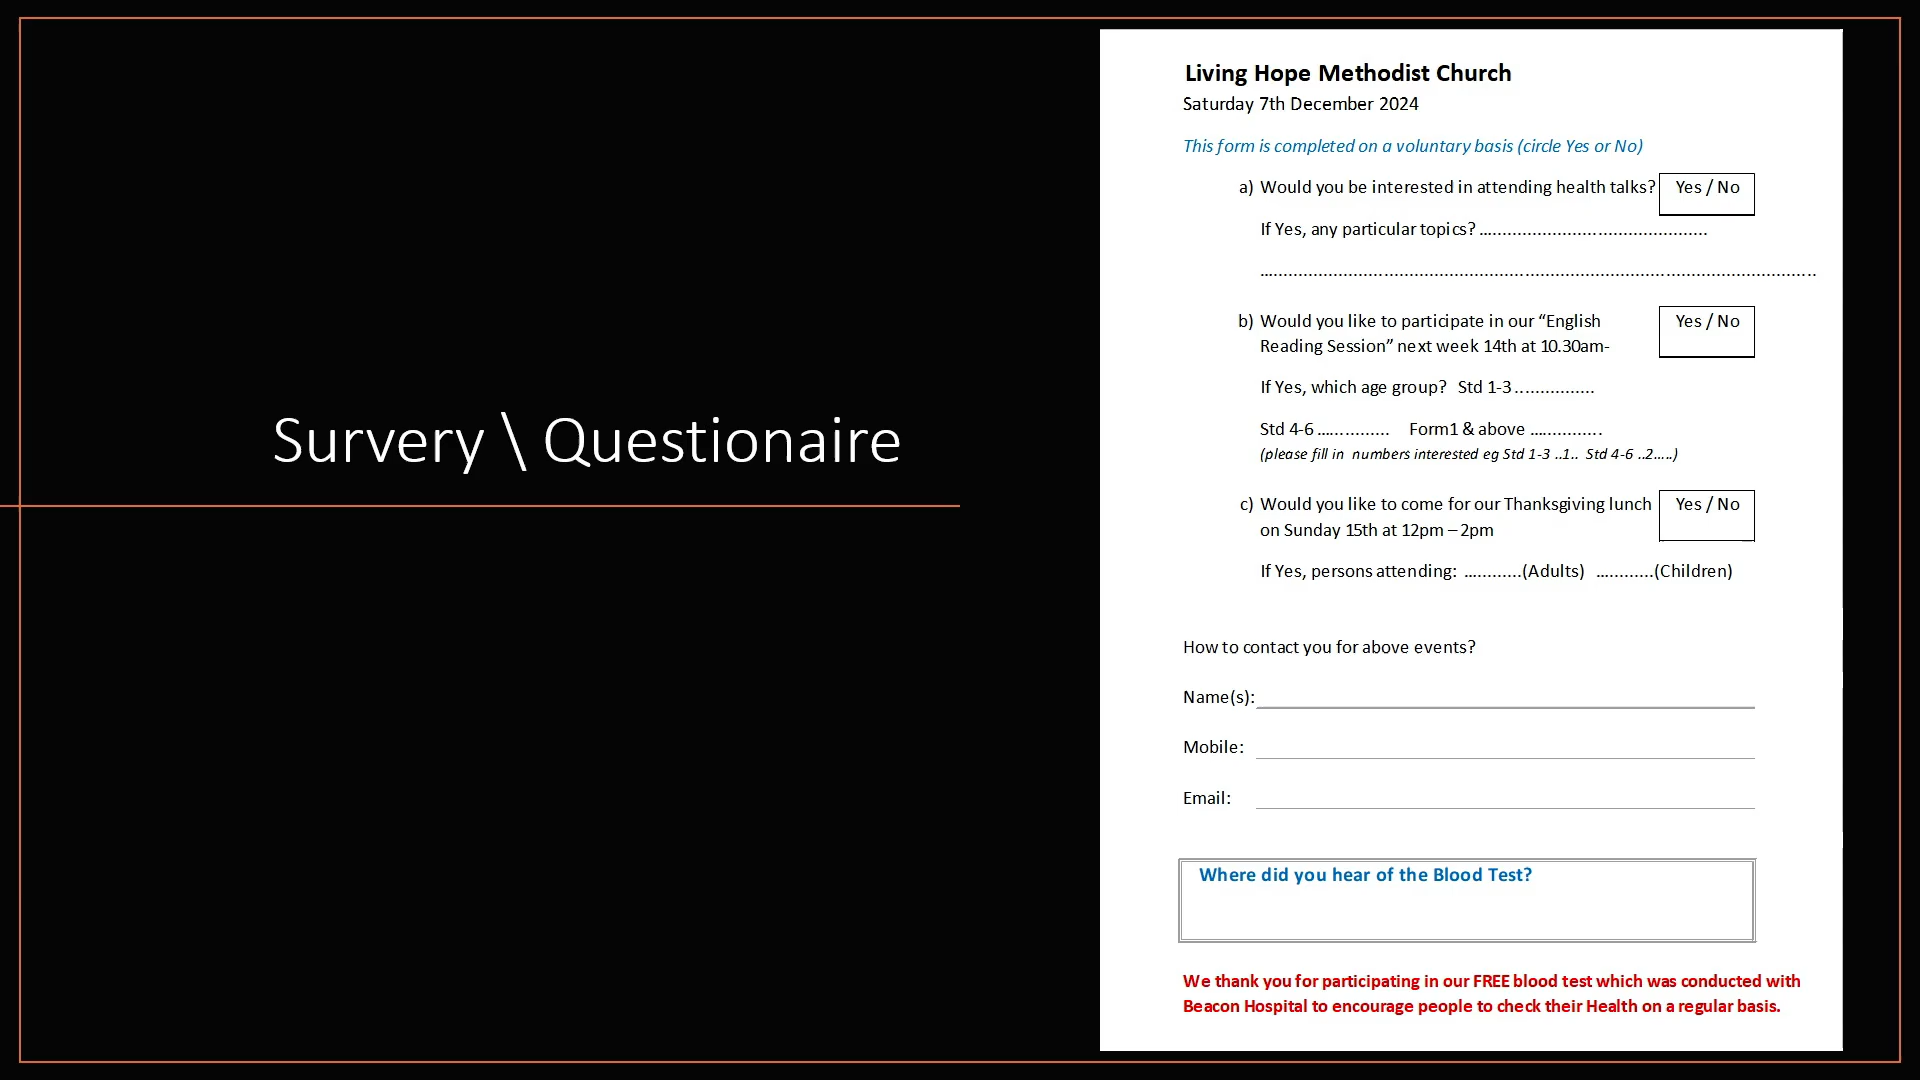 Survery \ Questionaire
Living Hope Methodist Church
Saturday 7th December 2024
This form is completed on a voluntary basis (circle Yes or No)
a) Would you be interested in attending health talks? Yes / No
If Yes, any particular topics? ............................................
..........................................................................................................
b) Would you like to participate in our “English Yes / No
Reading Session” next week 14th at 10.30am-
If Yes, which age group? Std 1-3 ................
Std 4-6 .............. Form1 & above ..............
(please fill in numbers interested eg Std 1-3 ..1.. Std 4-6 ..2.....)
c) Would you like to come for our Thanksgiving lunch Yes / No
on Sunday 15th at 12pm – 2pm
If Yes, persons attending: ............(Adults) ............(Children)
How to contact you for above events?
Name(s):
Mobile:
Email:
Where did you hear of the Blood Test?
We thank you for participating in our FREE blood test which was conducted with
Beacon Hospital to encourage people to check their Health on a regular basis.